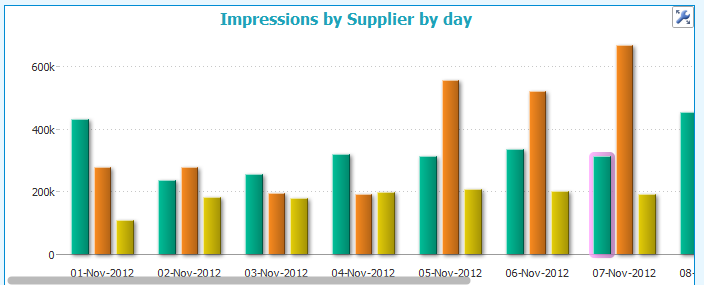 Impressions by Supplier by day
600k
400k
200k
0
01-Nov-2012 02-Nov-2012 03-Nov-2012 04-Nov-2012 05-Nov-2012 06-Nov-2012 07-Nov-2012 08-